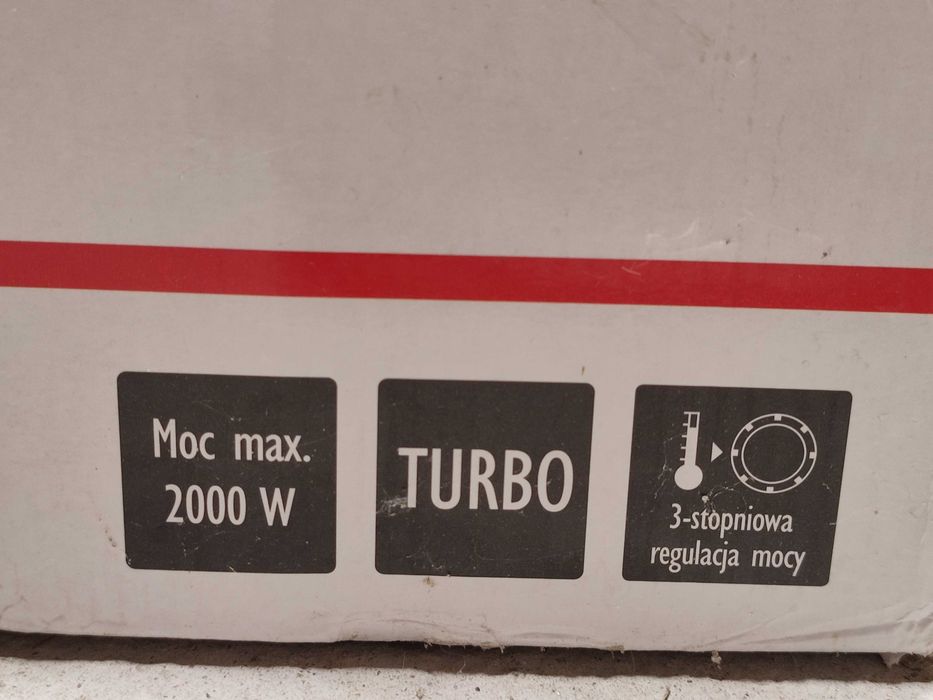 Moc max.
2000 W
TURBO
3-stopniowa
regulacja mocy